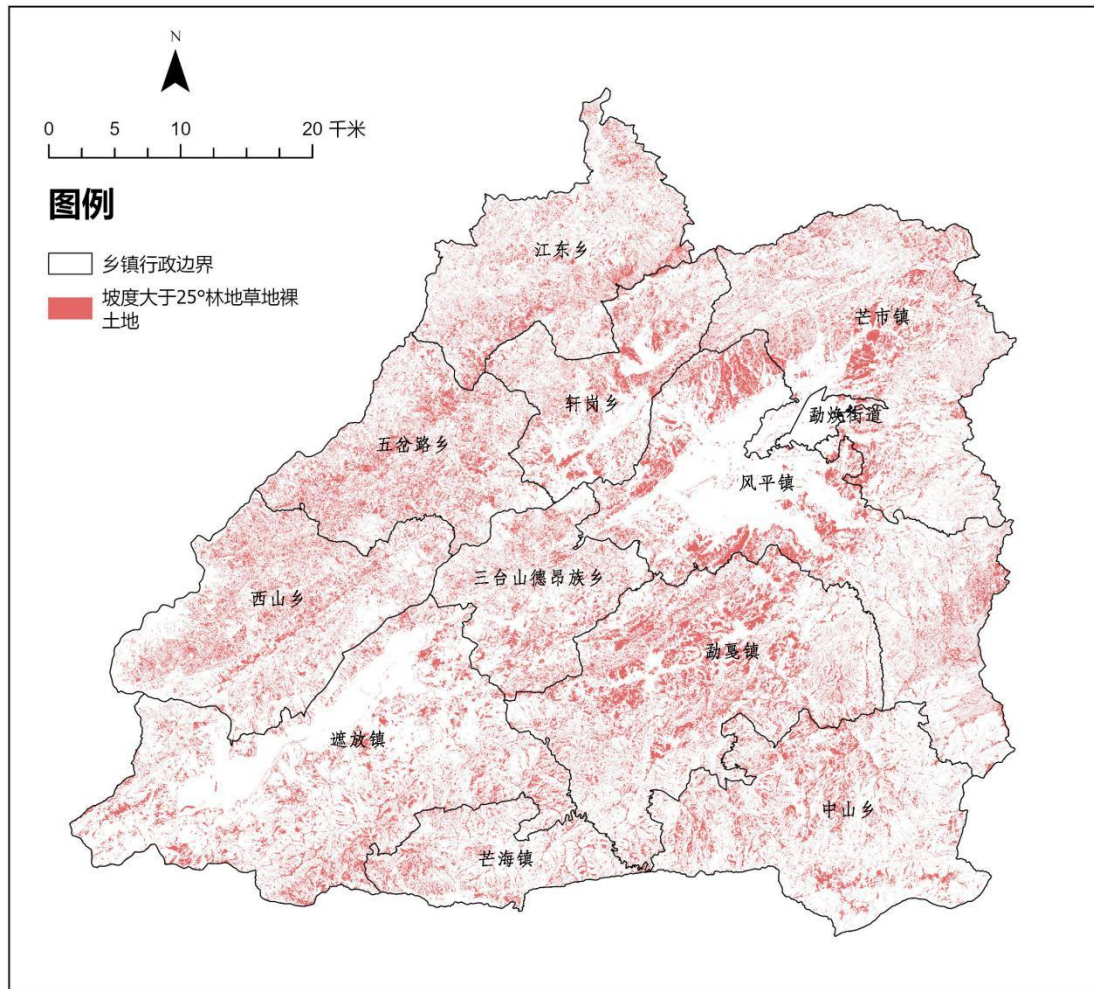 N
0 5 10 20 千米
图例
乡镇行政边界
坡度大于25°林地草地裸
土地
江东乡
芒市镇
轩岗乡
勐焕街道
五岔路乡
风平镇
三台山德昂族乡
西山乡
勐戛镇
遮放镇
中山乡
芒海镇